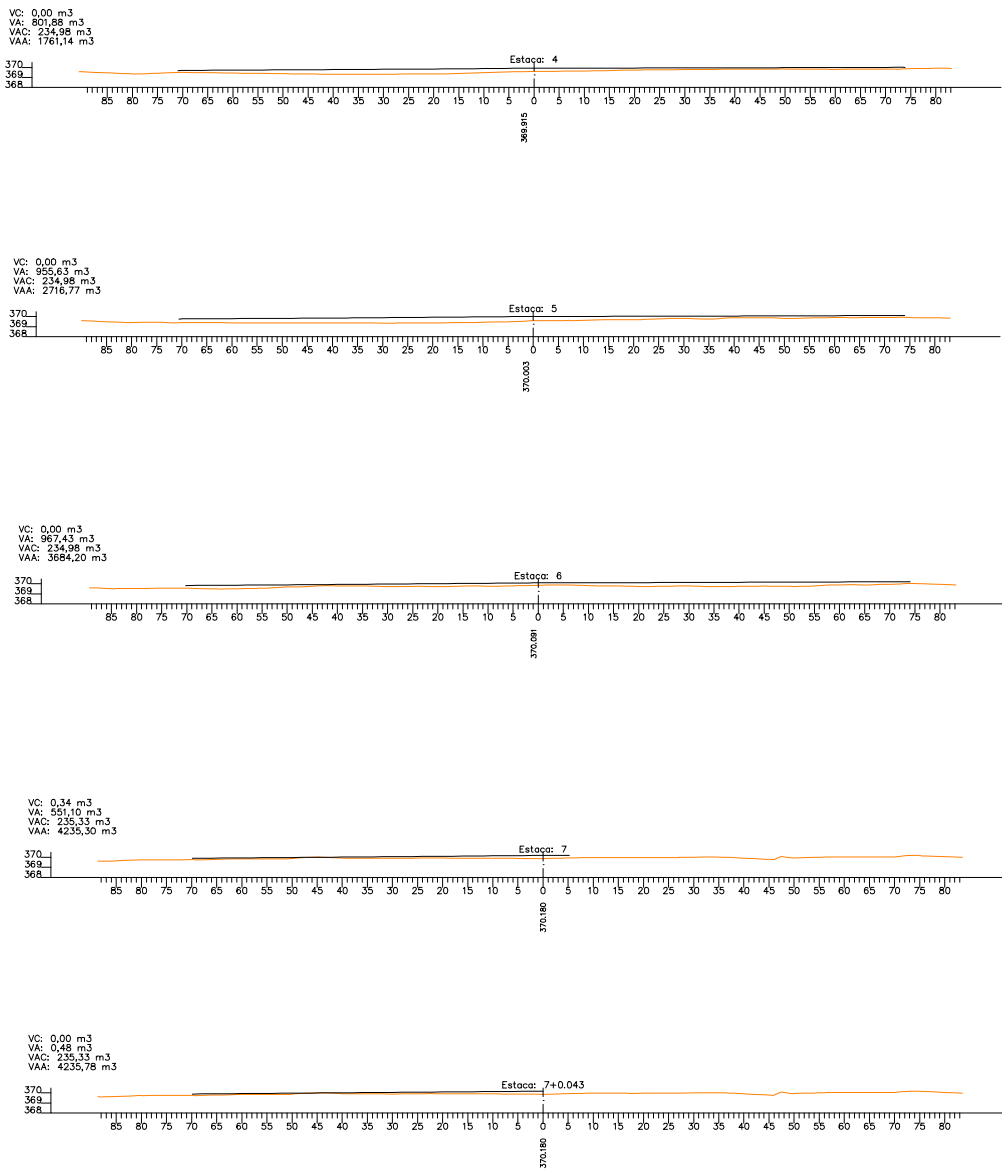 VC: 0,00 m3
VA: 801,88 m3
VAC: 234,98 m3
VAA: 1761,14 m3
Estaca: 4
370
369
368
85 80 75 70 65 60 55 50 45 40 35 30 25 20 15 10 5 0 5 10 15 20 25 30 35 40 45 50 55 60 65 70 75 80
369.915
VC: 0,00 m3
VA: 955,63 m3
VAC: 234,98 m3
VAA: 2716,77 m3
Estaca: 5
370
369
368
85 80 75 70 65 60 55 50 45 40 35 30 25 20 15 10 5 0 5 10 15 20 25 30 35 40 45 50 55 60 65 70 75 80
370.003
VC: 0,00 m3
VA: 967,43 m3
VAC: 234,98 m3
VAA: 3684,20 m3
Estaca: 6
370
369
368
85 80 75 70 65 60 55 50 45 40 35 30 25 20 15 10 5 0 5 10 15 20 25 30 35 40 45 50 55 60 65 70 75 80
370.091
VC: 0,34 m3
VA: 551,10 m3
VAC: 235,33 m3
VAA: 4235,30 m3
Estaca: 7
370
369
368
85 80 75 70 65 60 55 50 45 40 35 30 25 20 15 10 5 0 5 10 15 20 25 30 35 40 45 50 55 60 65 70 75 80
370.180
VC: 0,00 m3
VA: 0,48 m3
VAC: 235,33 m3
VAA: 4235,78 m3
Estaca: 7+0.043
370
369
368
85 80 75 70 65 60 55 50 45 40 35 30 25 20 15 10 5 0 5 10 15 20 25 30 35 40 45 50 55 60 65 70 75 80
370.180